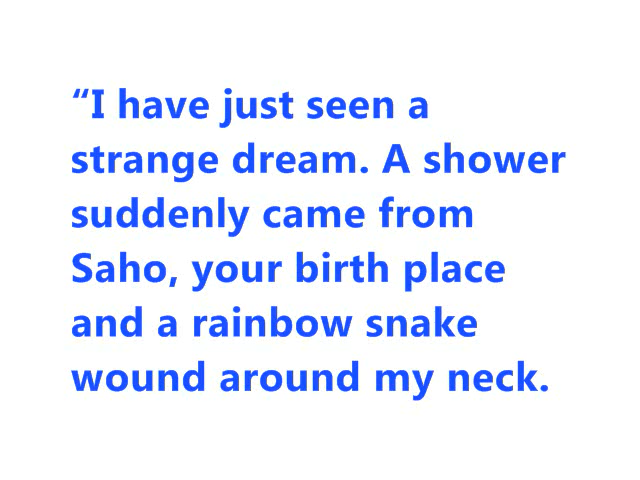 “I have just seen a
strange dream. A shower
suddenly came from
Saho, your birth place
and a rainbow snake
wound around my neck.